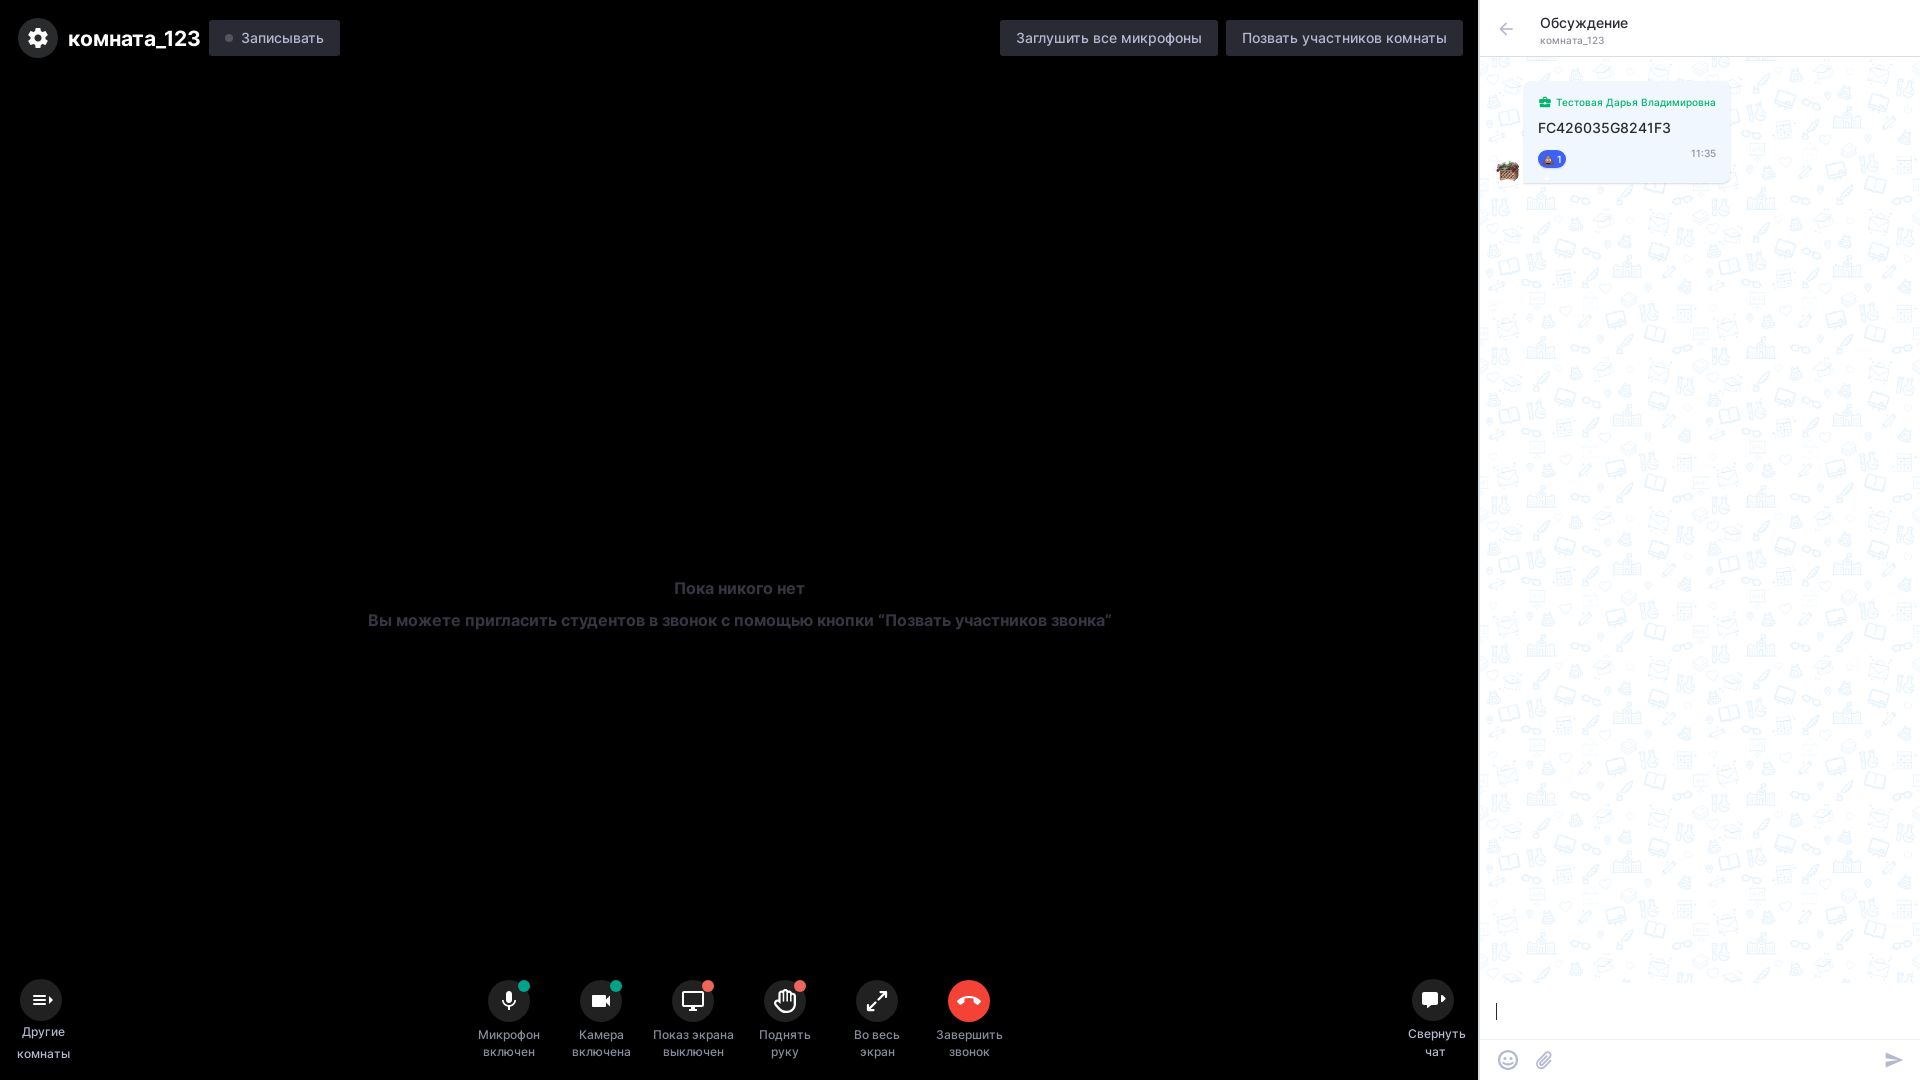 комната_123
Записывать
Заглушить все микрофоны
Позвать участников комнаты
Обсуждение
комната_123
Тестовая Дарья Владимировна
FC426035G8241F3
1
11:35
Пока никого нет
Вы можете пригласить студентов в звонок с помощью кнопки “Позвать участников звонка”
Другие
комнаты
Микрофон
включен
Камера
включена
Показ экрана
выключен
Поднять
руку
Во весь
экран
Завершить
звонок
Свернуть
чат